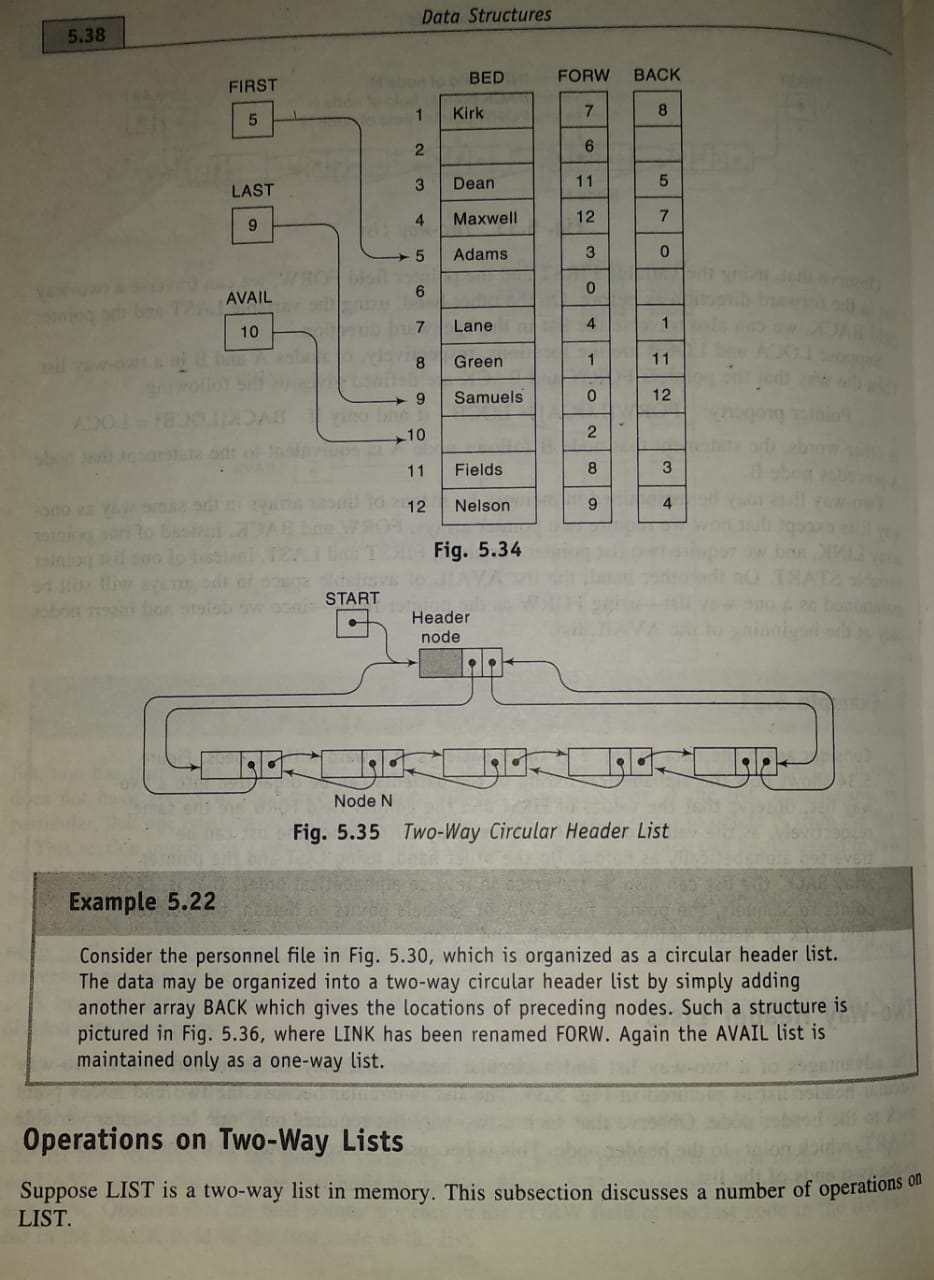 5.38
Data Structures
FIRST
5
LAST
9
AVAIL
10
BED FORW BACK
1 Kirk 7 8
2 6
3 Dean 11 5
4 Maxwell 12 7
5 Adams 3 0
6 0
7 Lane 4 1
8 Green 1 11
9 Samuels 0 12
10 2
11 Fields 8 3
12 Nelson 9 4
Fig. 5.34
START
Header
node
Node N
Fig. 5.35 Two-Way Circular Header List
Example 5.22
Consider the personnel file in Fig. 5.30, which is organized as a circular header list.
The data may be organized into a two-way circular header list by simply adding
another array BACK which gives the locations of preceding nodes. Such a structure is
pictured in Fig. 5.36, where LINK has been renamed FORW. Again the AVAIL list is
maintained only as a one-way list.
Operations on Two-Way Lists
Suppose LIST is a two-way list in memory. This subsection discusses a number of operations on
LIST.